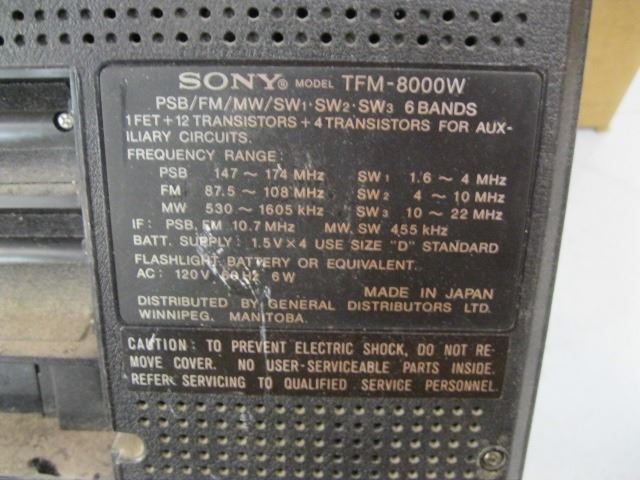 SONY® MODEL TFM-8000W
PSB/FM/MW/SW1·SW2·SW3 6 BANDS
1 FET + 12 TRANSISTORS + 4 TRANSISTORS FOR AUX-
ILIARY CIRCUITS.
FREQUENCY RANGE:
PSB 147 ~ 174 MHz SW1 1.6 ~ 4 MHz
FM 87.5 ~ 108 MHz SW2 4 ~ 10 MHz
MW 530 ~ 1605 kHz SW3 10 ~ 22 MHz
IF: PSB, FM 10.7 MHz MW, SW 455 kHz
BATT. SUPPLY: 1.5V × 4 USE SIZE "D" STANDARD
FLASHLIGHT BATTERY OR EQUIVALENT.
AC: 120V 60Hz 6W
MADE IN JAPAN
DISTRIBUTED BY GENERAL DISTRIBUTORS LTD.
WINNIPEG, MANITOBA.
CAUTION: TO PREVENT ELECTRIC SHOCK, DO NOT RE-
MOVE COVER. NO USER-SERVICEABLE PARTS INSIDE.
REFER SERVICING TO QUALIFIED SERVICE PERSONNEL.